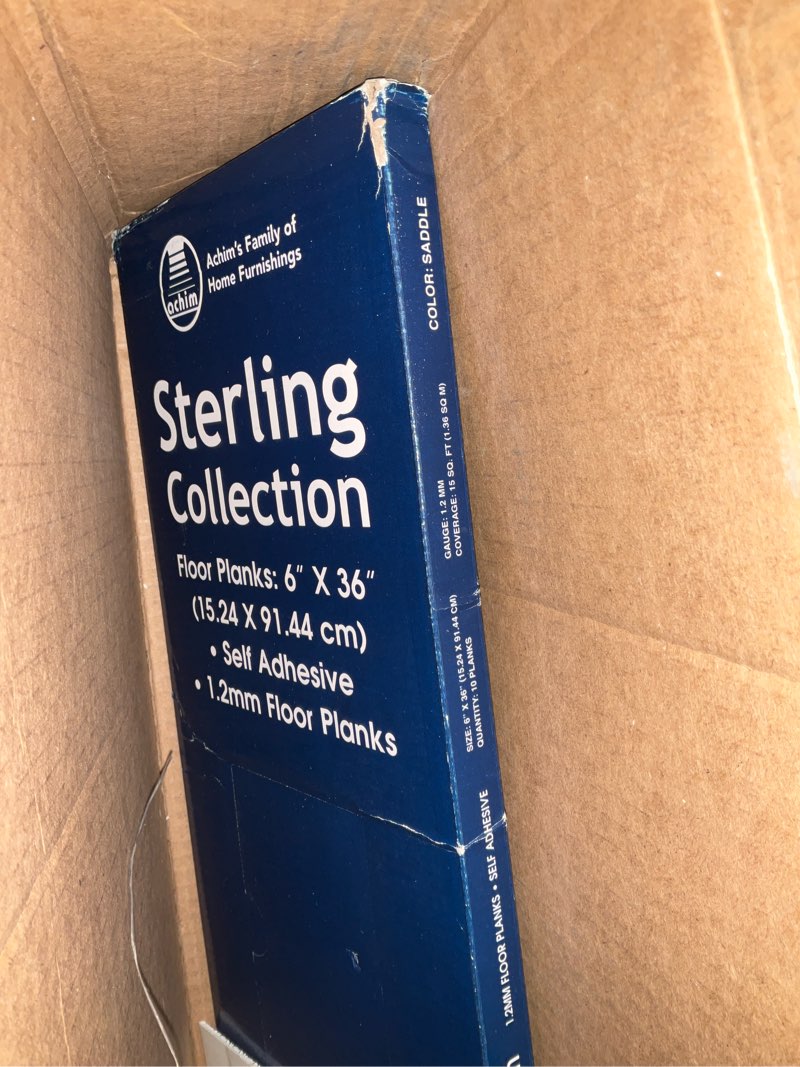 achim
Achim's Family of
Home Furnishings
Sterling
Collection
Floor Planks: 6" X 36"
(15.24 X 91.44 cm)
• Self Adhesive
• 1.2mm Floor Planks
COLOR: SADDLE
GAUGE: 1.2 MM
COVERAGE: 15 SQ. FT (1.36 SQ M)
SIZE: 6" X 36" (15.24 X 91.44 CM)
QUANTITY: 10 PLANKS
1.2MM FLOOR PLANKS • SELF ADHESIVE